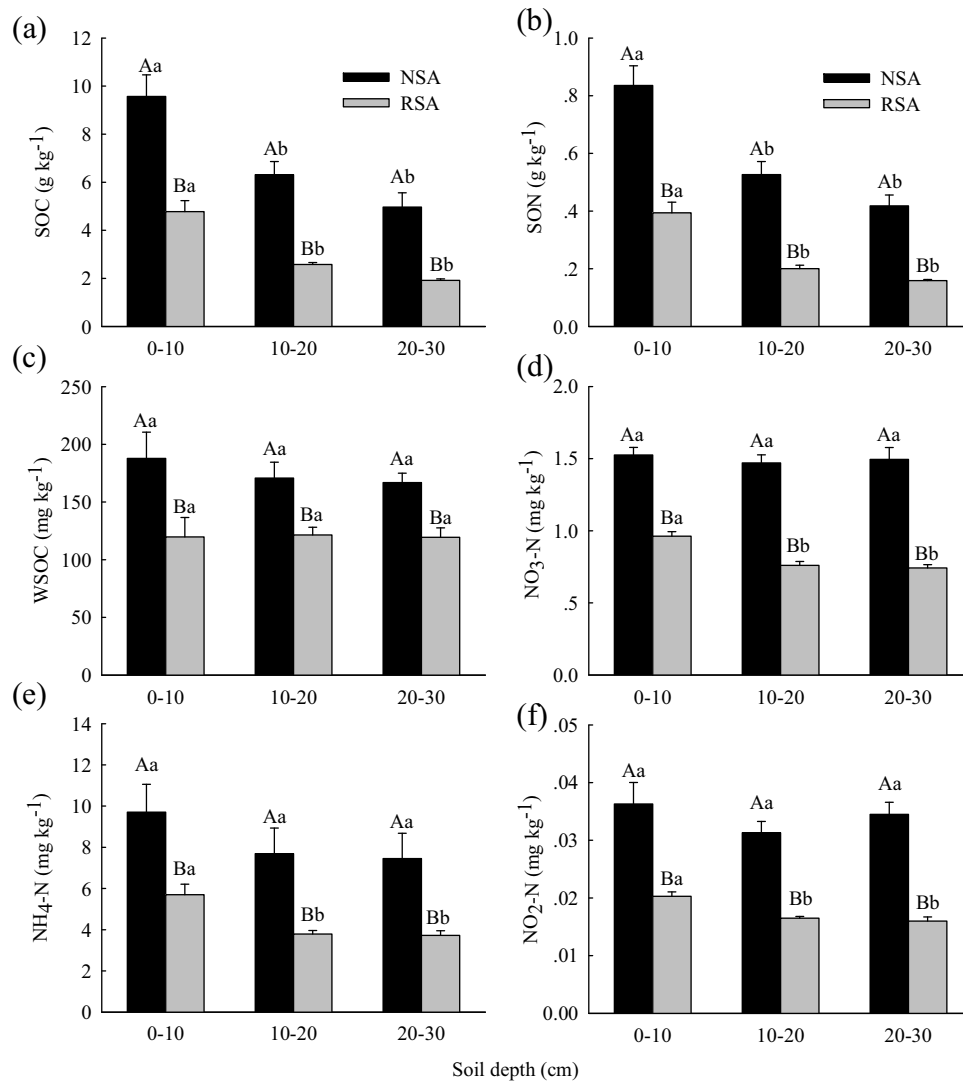 (a)
12
10
8
6
4
2
0
SOC (g kg-1)
Aa
Ba
Ab
Bb
Ab
Bb
NSA
RSA
0-10 10-20 20-30
(b)
1.0
.8
.6
.4
.2
0.0
SON (g kg-1)
Aa
Ba
Ab
Bb
Ab
Bb
NSA
RSA
0-10 10-20 20-30
(c)
250
200
150
100
50
0
WSOC (mg kg-1)
Aa
Ba
Aa
Ba
Aa
Ba
0-10 10-20 20-30
(d)
2.0
1.5
1.0
.5
0.0
NO3-N (mg kg-1)
Aa
Ba
Aa
Bb
Aa
Bb
0-10 10-20 20-30
(e)
14
12
10
8
6
4
2
0
NH4-N (mg kg-1)
Aa
Ba
Aa
Bb
Aa
Bb
0-10 10-20 20-30
(f)
.05
.04
.03
.02
.01
0.00
NO2-N (mg kg-1)
Aa
Ba
Aa
Bb
Aa
Bb
0-10 10-20 20-30
Soil depth (cm)